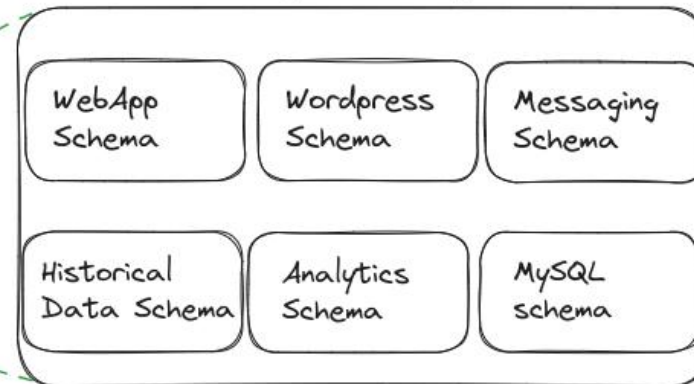 WebApp
Schema
Wordpress
Schema
Messaging
Schema
Historical
Data Schema
Analytics
Schema
MySQL
schema